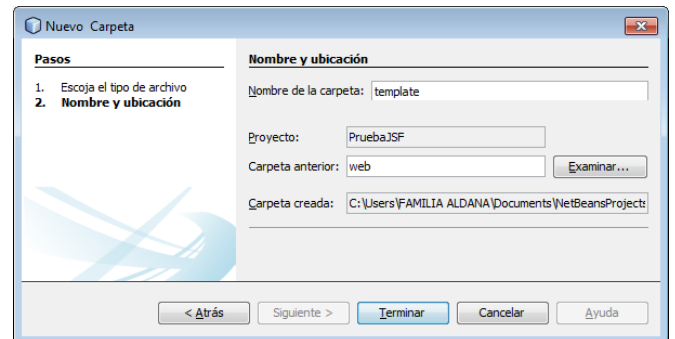 Nuevo Carpeta
Pasos
1. Escoja el tipo de archivo
2. Nombre y ubicación
Nombre y ubicación
Nombre de la carpeta: template
Proyecto: PruebaJSF
Carpeta anterior: web Examinar...
Carpeta creada: C:\Users\FAMILIA ALDANA\Documents\NetBeansProjects
< Atrás Siguiente > Terminar Cancelar Ayuda